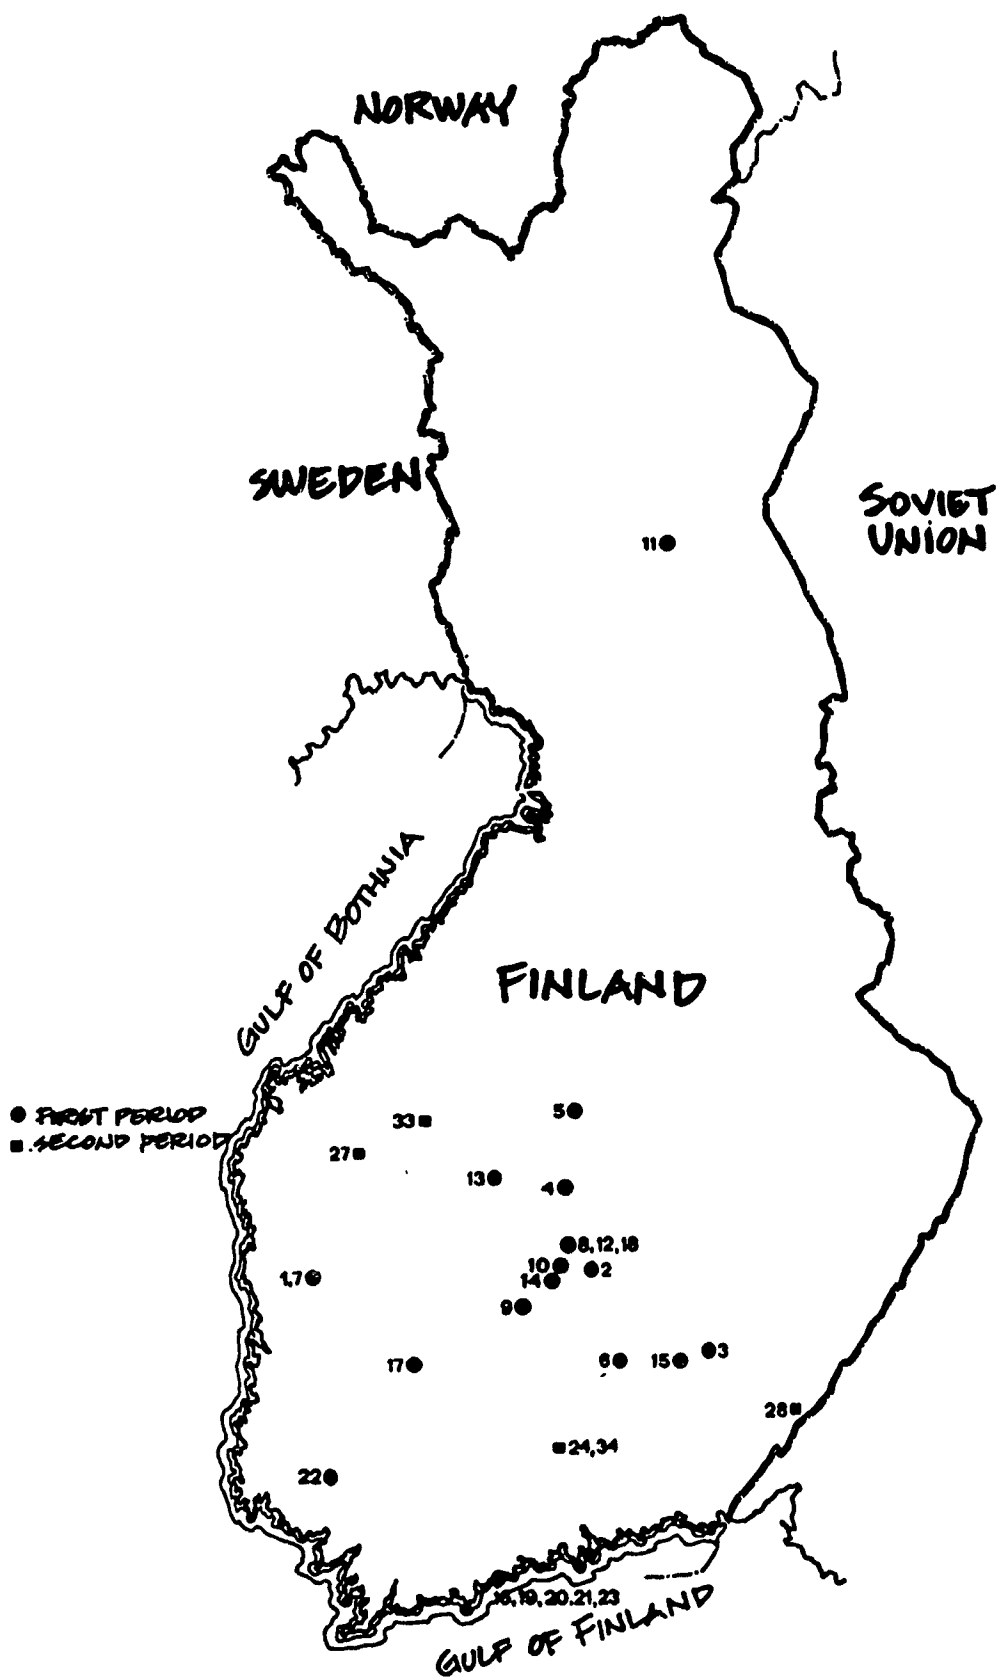 NORWAY
SWEDEN
SOVIET
UNION
11
GULF OF BOTHNIA
FINLAND
FIRST PERIOD
SECOND PERIOD
5
33
27
13
4
8,12,18
10
2
14
1,7
9
3
17
6
15
28
24,34
22
16,19,20.21,23
GULF OF FINLAND